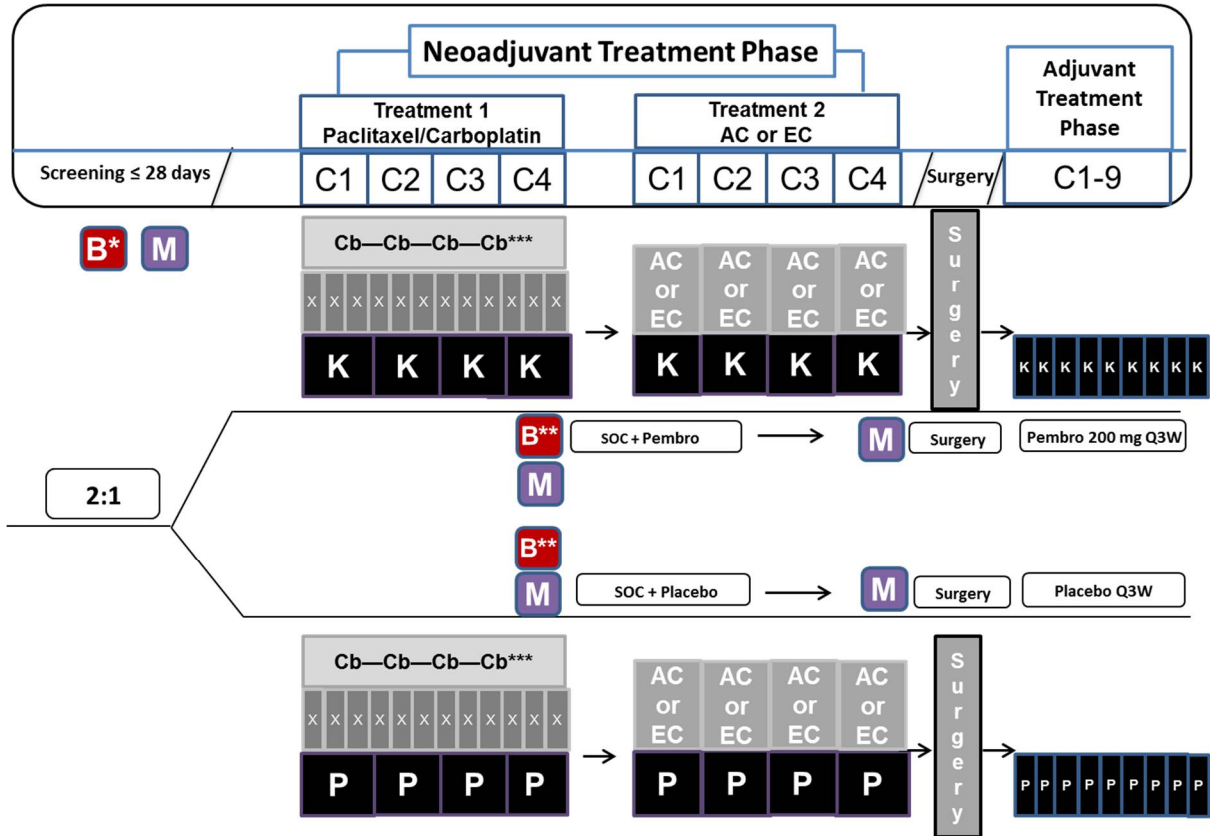 Neoadjuvant Treatment Phase
Adjuvant
Treatment
Phase
Treatment 1
Paclitaxel/Carboplatin
Treatment 2
AC or EC
Screening ≤ 28 days
C1 C2 C3 C4
C1 C2 C3 C4
Surgery
C1-9
B* M
Cb—Cb—Cb—Cb***
x x x x x x x x x x x x
K K K K
AC AC AC AC
or or or or
EC EC EC EC
K K K K
Surgery
K K K K K K K K K
B** SOC + Pembro M Surgery Pembro 200 mg Q3W
M
2:1
B**
M SOC + Placebo M Surgery Placebo Q3W
Cb—Cb—Cb—Cb***
x x x x x x x x x x x x
P P P P
AC AC AC AC
or or or or
EC EC EC EC
P P P P
Surgery
P P P P P P P P P